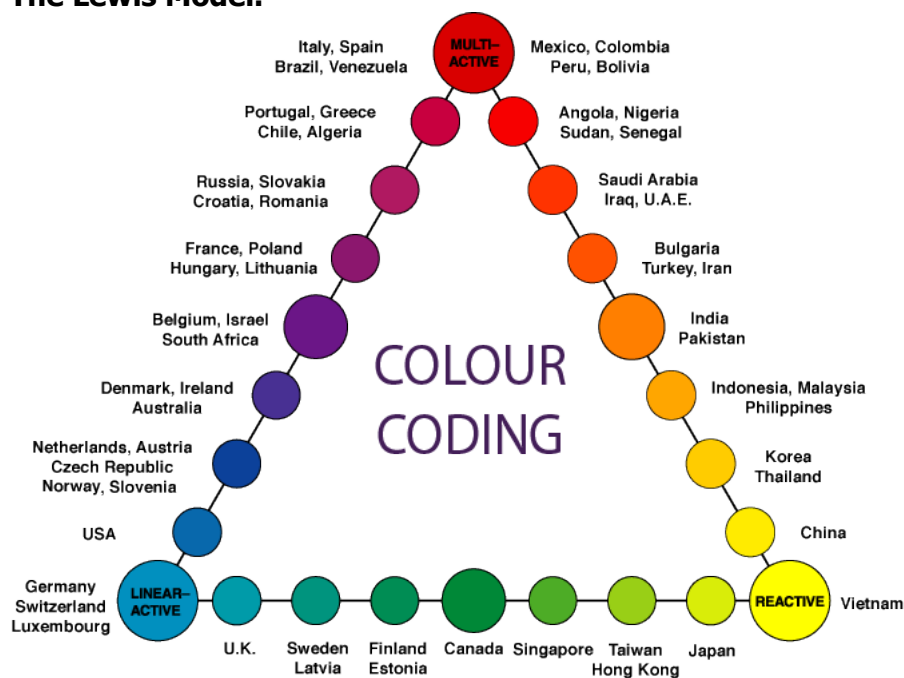 The Lewis Model:
Italy, Spain
Brazil, Venezuela
MULTI–
ACTIVE
Mexico, Colombia
Peru, Bolivia
Portugal, Greece
Chile, Algeria
Angola, Nigeria
Sudan, Senegal
Russia, Slovakia
Croatia, Romania
Saudi Arabia
Iraq, U.A.E.
France, Poland
Hungary, Lithuania
Bulgaria
Turkey, Iran
Belgium, Israel
South Africa
India
Pakistan
COLOUR
CODING
Denmark, Ireland
Australia
Indonesia, Malaysia
Philippines
Netherlands, Austria
Czech Republic
Norway, Slovenia
Korea
Thailand
USA
China
Germany
Switzerland
Luxembourg
LINEAR–
ACTIVE
REACTIVE
Vietnam
U.K.
Sweden
Latvia
Finland
Estonia
Canada
Singapore
Taiwan
Hong Kong
Japan